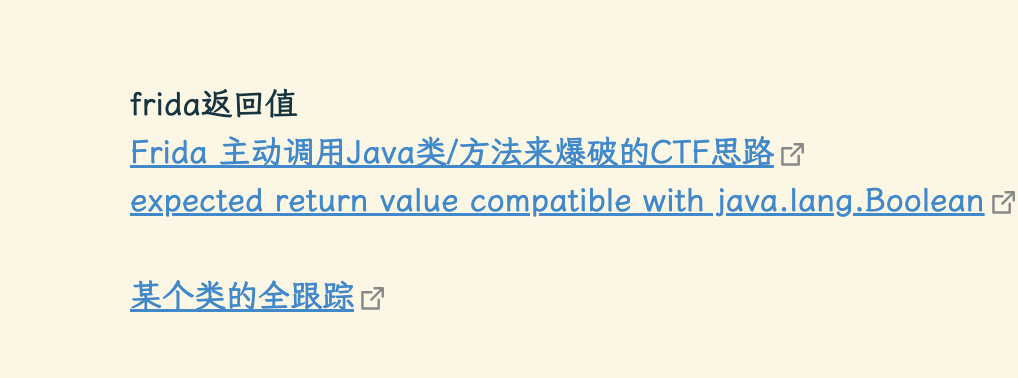 frida返回值
Frida 主动调用Java类/方法来爆破的CTF思路
expected return value compatible with java.lang.Boolean
某个类的全跟踪